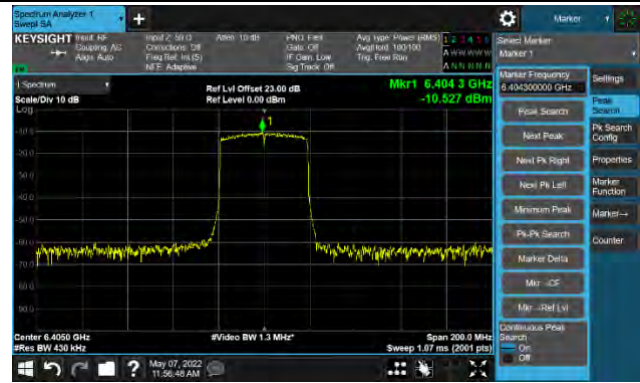 Spectrum Analyzer 1
Swept SA
+
Marker
KEYSIGHT Input: RF
Coupling: AC
Align: Auto
Input Z: 50 Ω
Corrections: Off
Freq Ref: Int (S)
NFE: Adaptive
Atten: 10 dB
PNO: Fast
Gate: Off
IF Gain: Low
Sig Track: Off
Avg Type: Power (RMS)
Avg|Hold: 100/100
Trig: Free Run
1 2 3 4 5 6
A W W W W W
A N N N N N
Select Marker
Marker 1
1 Spectrum
Scale/Div 10 dB
Log
Ref Lvl Offset 23.00 dB
Ref Level 0.00 dBm
Mkr1 6.404 3 GHz
-10.527 dBm
1
-10.0
-20.0
-30.0
-40.0
-50.0
-60.0
-70.0
-80.0
-90.0
Center 6.4050 GHz
#Res BW 430 kHz
#Video BW 1.3 MHz*
Span 200.0 MHz
Sweep 1.07 ms (2001 pts)
Marker Frequency
6.404300000 GHz
Peak Search
Next Peak
Next Pk Right
Next Pk Left
Minimum Peak
Pk-Pk Search
Marker Delta
Mkr→CF
Mkr→Ref Lvl
Continuous Peak
Search
On
Off
Settings
Peak
Search
Pk Search
Config
Properties
Marker
Function
Marker→
Counter
?
May 07, 2022
11:56:48 AM